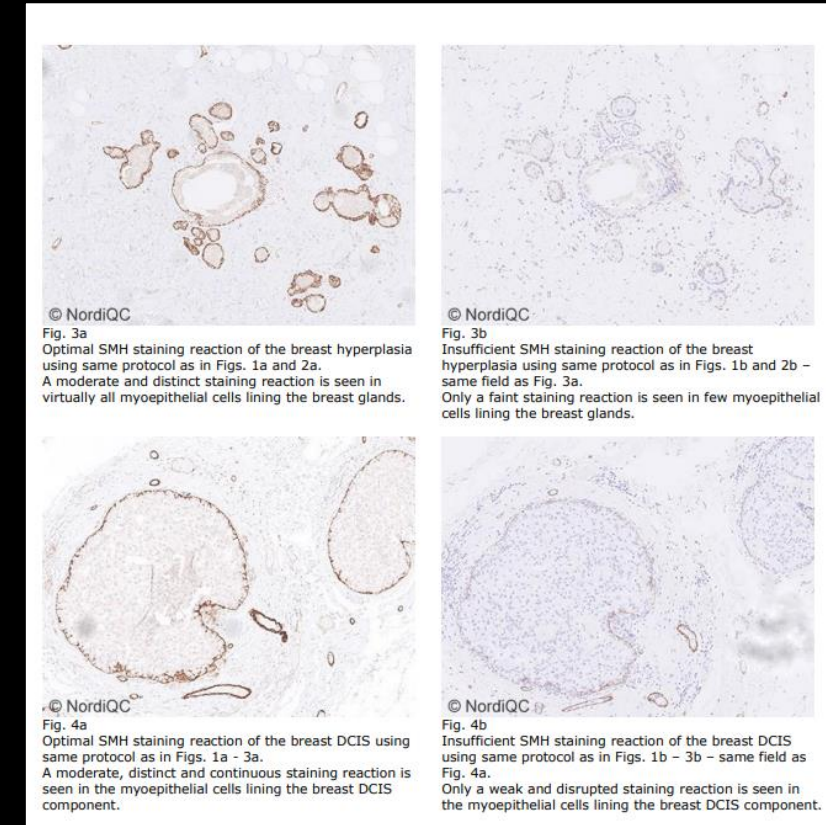 © NordiQC
Fig. 3a
Optimal SMH staining reaction of the breast hyperplasia
using same protocol as in Figs. 1a and 2a.
A moderate and distinct staining reaction is seen in
virtually all myoepithelial cells lining the breast glands.
© NordiQC
Fig. 3b
Insufficient SMH staining reaction of the breast
hyperplasia using same protocol as in Figs. 1b and 2b –
same field as Fig. 3a.
Only a faint staining reaction is seen in few myoepithelial
cells lining the breast glands.
© NordiQC
Fig. 4a
Optimal SMH staining reaction of the breast DCIS using
same protocol as in Figs. 1a - 3a.
A moderate, distinct and continuous staining reaction is
seen in the myoepithelial cells lining the breast DCIS
component.
© NordiQC
Fig. 4b
Insufficient SMH staining reaction of the breast DCIS
using same protocol as in Figs. 1b – 3b – same field as
Fig. 4a.
Only a weak and disrupted staining reaction is seen in
the myoepithelial cells lining the breast DCIS component.